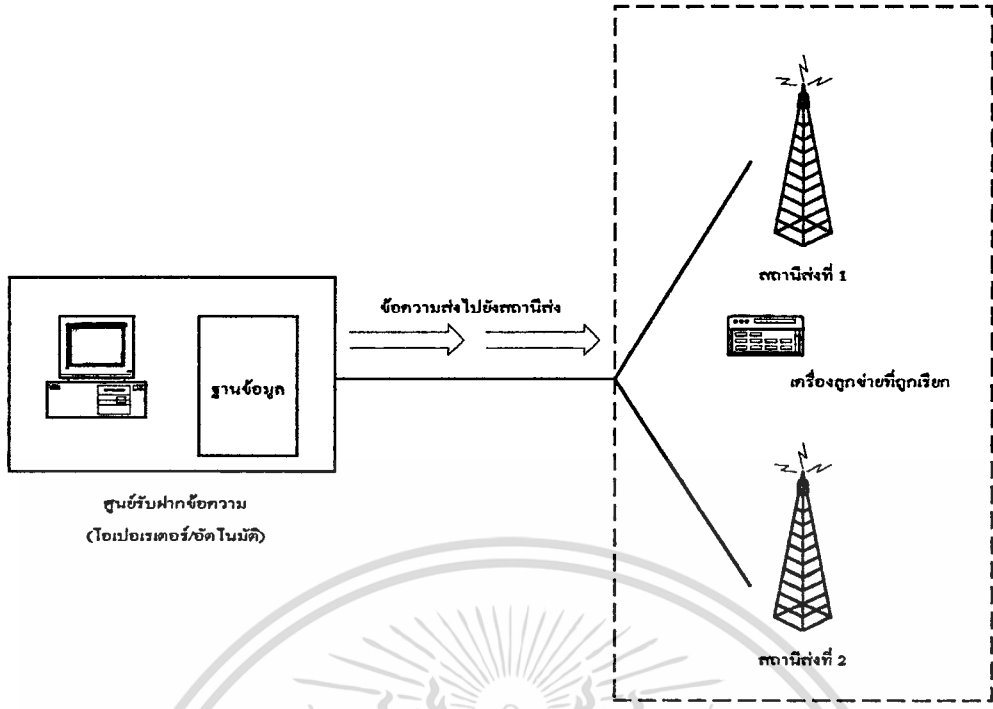 สถานีส่งที่ 1
ข้อความส่งไปยังสถานีส่ง
ฐานข้อมูล
เครื่องลูกข่ายที่ถูกเรียก
ศูนย์รับฝากข้อความ
(โอเปอเรเตอร์/อัตโนมัติ)
สถานีส่งที่ 2